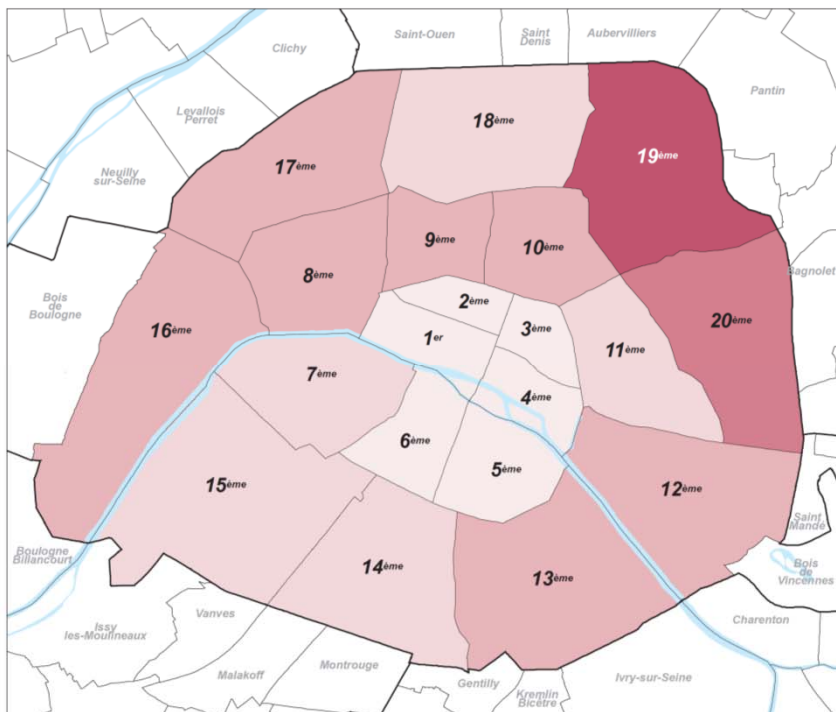 Saint-Ouen
Saint
Denis
Aubervilliers
Clichy
Pantin
Levallois
Perret
18ème
19ème
17ème
Neuilly
sur-Seine
9ème
10ème
8ème
Bagnolet
2ème
Bois
de
Boulogne
16ème
1er
3ème
20ème
11ème
7ème
4ème
6ème
5ème
15ème
12ème
Saint
Mandé
Boulogne
Billancourt
14ème
13ème
Bois
de
Vincennes
Vanves
Charenton
Issy
les-Moulineaux
Montrouge
Malakoff
Gentilly
Ivry-sur-Seine
Kremlin
Bicêtre